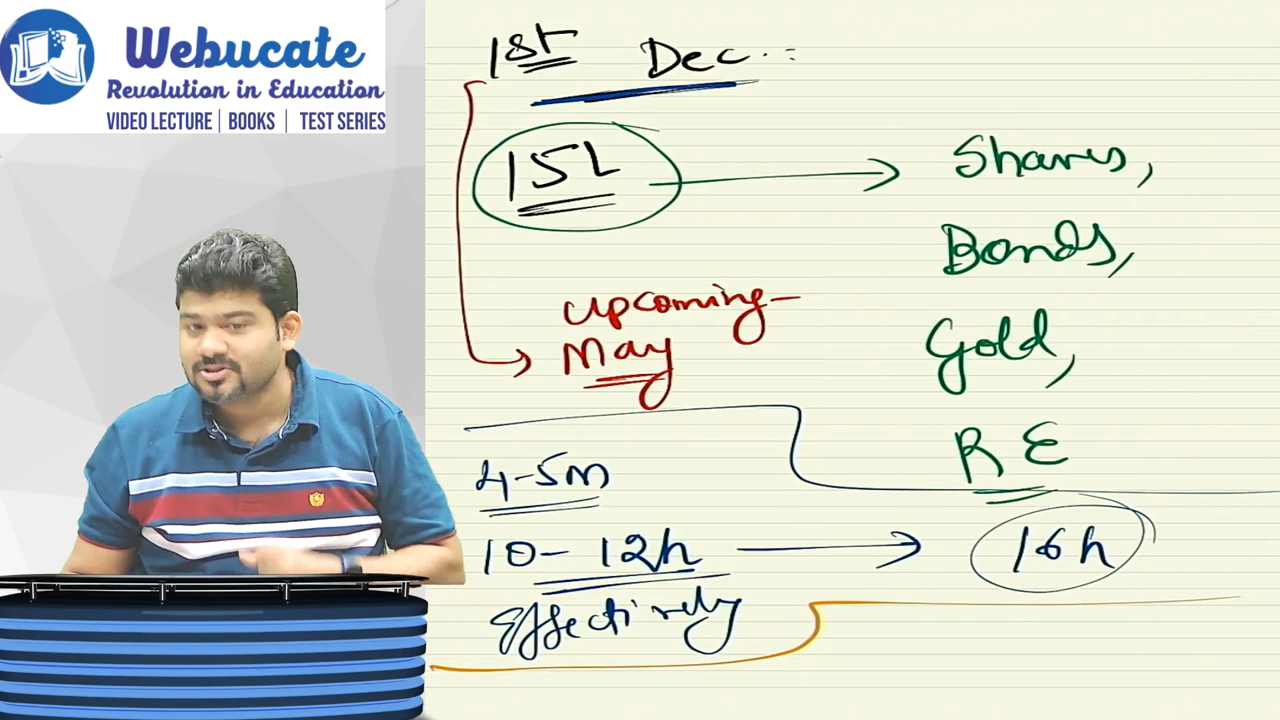 Webucate
Revolution in Education
VIDEO LECTURE | BOOKS | TEST SERIES
1st Dec..:
15L → Shares,
Bonds,
Upcoming-
May
Gold,
R E
4-5m
10-12h → 16h
Effectively